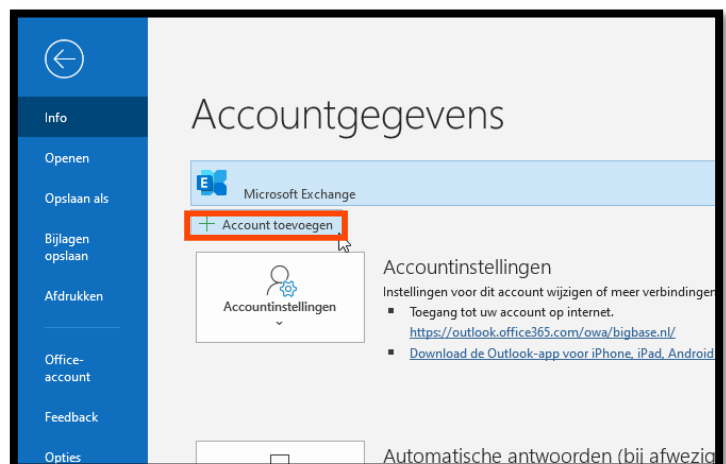 Info
Openen
Opslaan als
Bijlagen
opslaan
Afdrukken
Office-
account
Feedback
Opties
Accountgegevens
E
Microsoft Exchange
Account toevoegen
Accountinstellingen
Accountinstellingen
Instellingen voor dit account wijzigen of meer verbindingen
Toegang tot uw account op internet.
https://outlook.office365.com/owa/bigbase.nl/
Download de Outlook-app voor iPhone, iPad, Android
Automatische antwoorden (bij afwezig